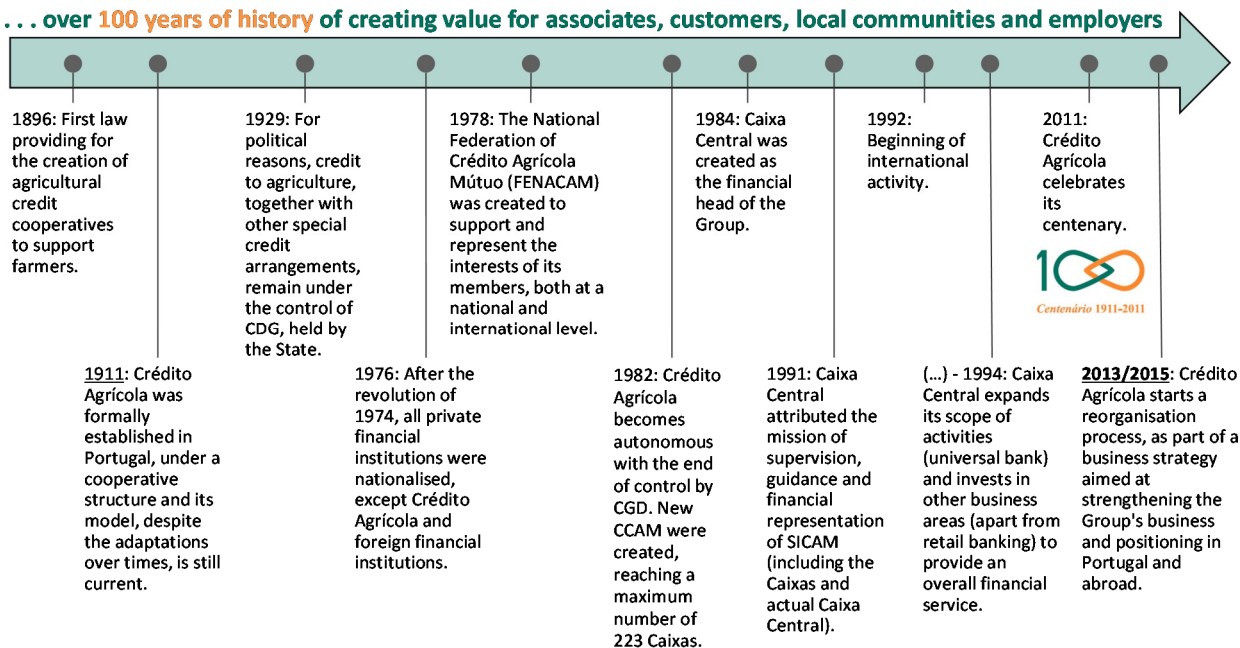 . . . over 100 years of history of creating value for associates, customers, local communities and employers
1896: First law
providing for
the creation of
agricultural
credit
cooperatives
to support
farmers.
1911: Crédito
Agrícola was
formally
established in
Portugal, under a
cooperative
structure and its
model, despite
the adaptations
over times, is still
current.
1929: For
political
reasons, credit
to agriculture,
together with
other special
credit
arrangements,
remain under
the control of
CDG, held by
the State.
1976: After the
revolution of
1974, all private
financial
institutions were
nationalised,
except Crédito
Agrícola and
foreign financial
institutions.
1978: The National
Federation of
Crédito Agrícola
Mútuo (FENACAM)
was created to
support and
represent the
interests of its
members, both at a
national and
international level.
1982: Crédito
Agrícola
becomes
autonomous
with the end
of control by
CGD. New
CCAM were
created,
reaching a
maximum
number of
223 Caixas.
1984: Caixa
Central was
created as
the financial
head of the
Group.
1991: Caixa
Central
attributed the
mission of
supervision,
guidance and
financial
representation
of SICAM
(including the
Caixas and
actual Caixa
Central).
1992:
Beginning of
international
activity.
(...) - 1994: Caixa
Central expands
its scope of
activities
(universal bank)
and invests in
other business
areas (apart from
retail banking) to
provide an
overall financial
service.
2011:
Crédito
Agrícola
celebrates
its
centenary.
100
Centenário 1911-2011
2013/2015: Crédito
Agrícola starts a
reorganisation
process, as part of a
business strategy
aimed at
strengthening the
Group's business
and positioning in
Portugal and
abroad.